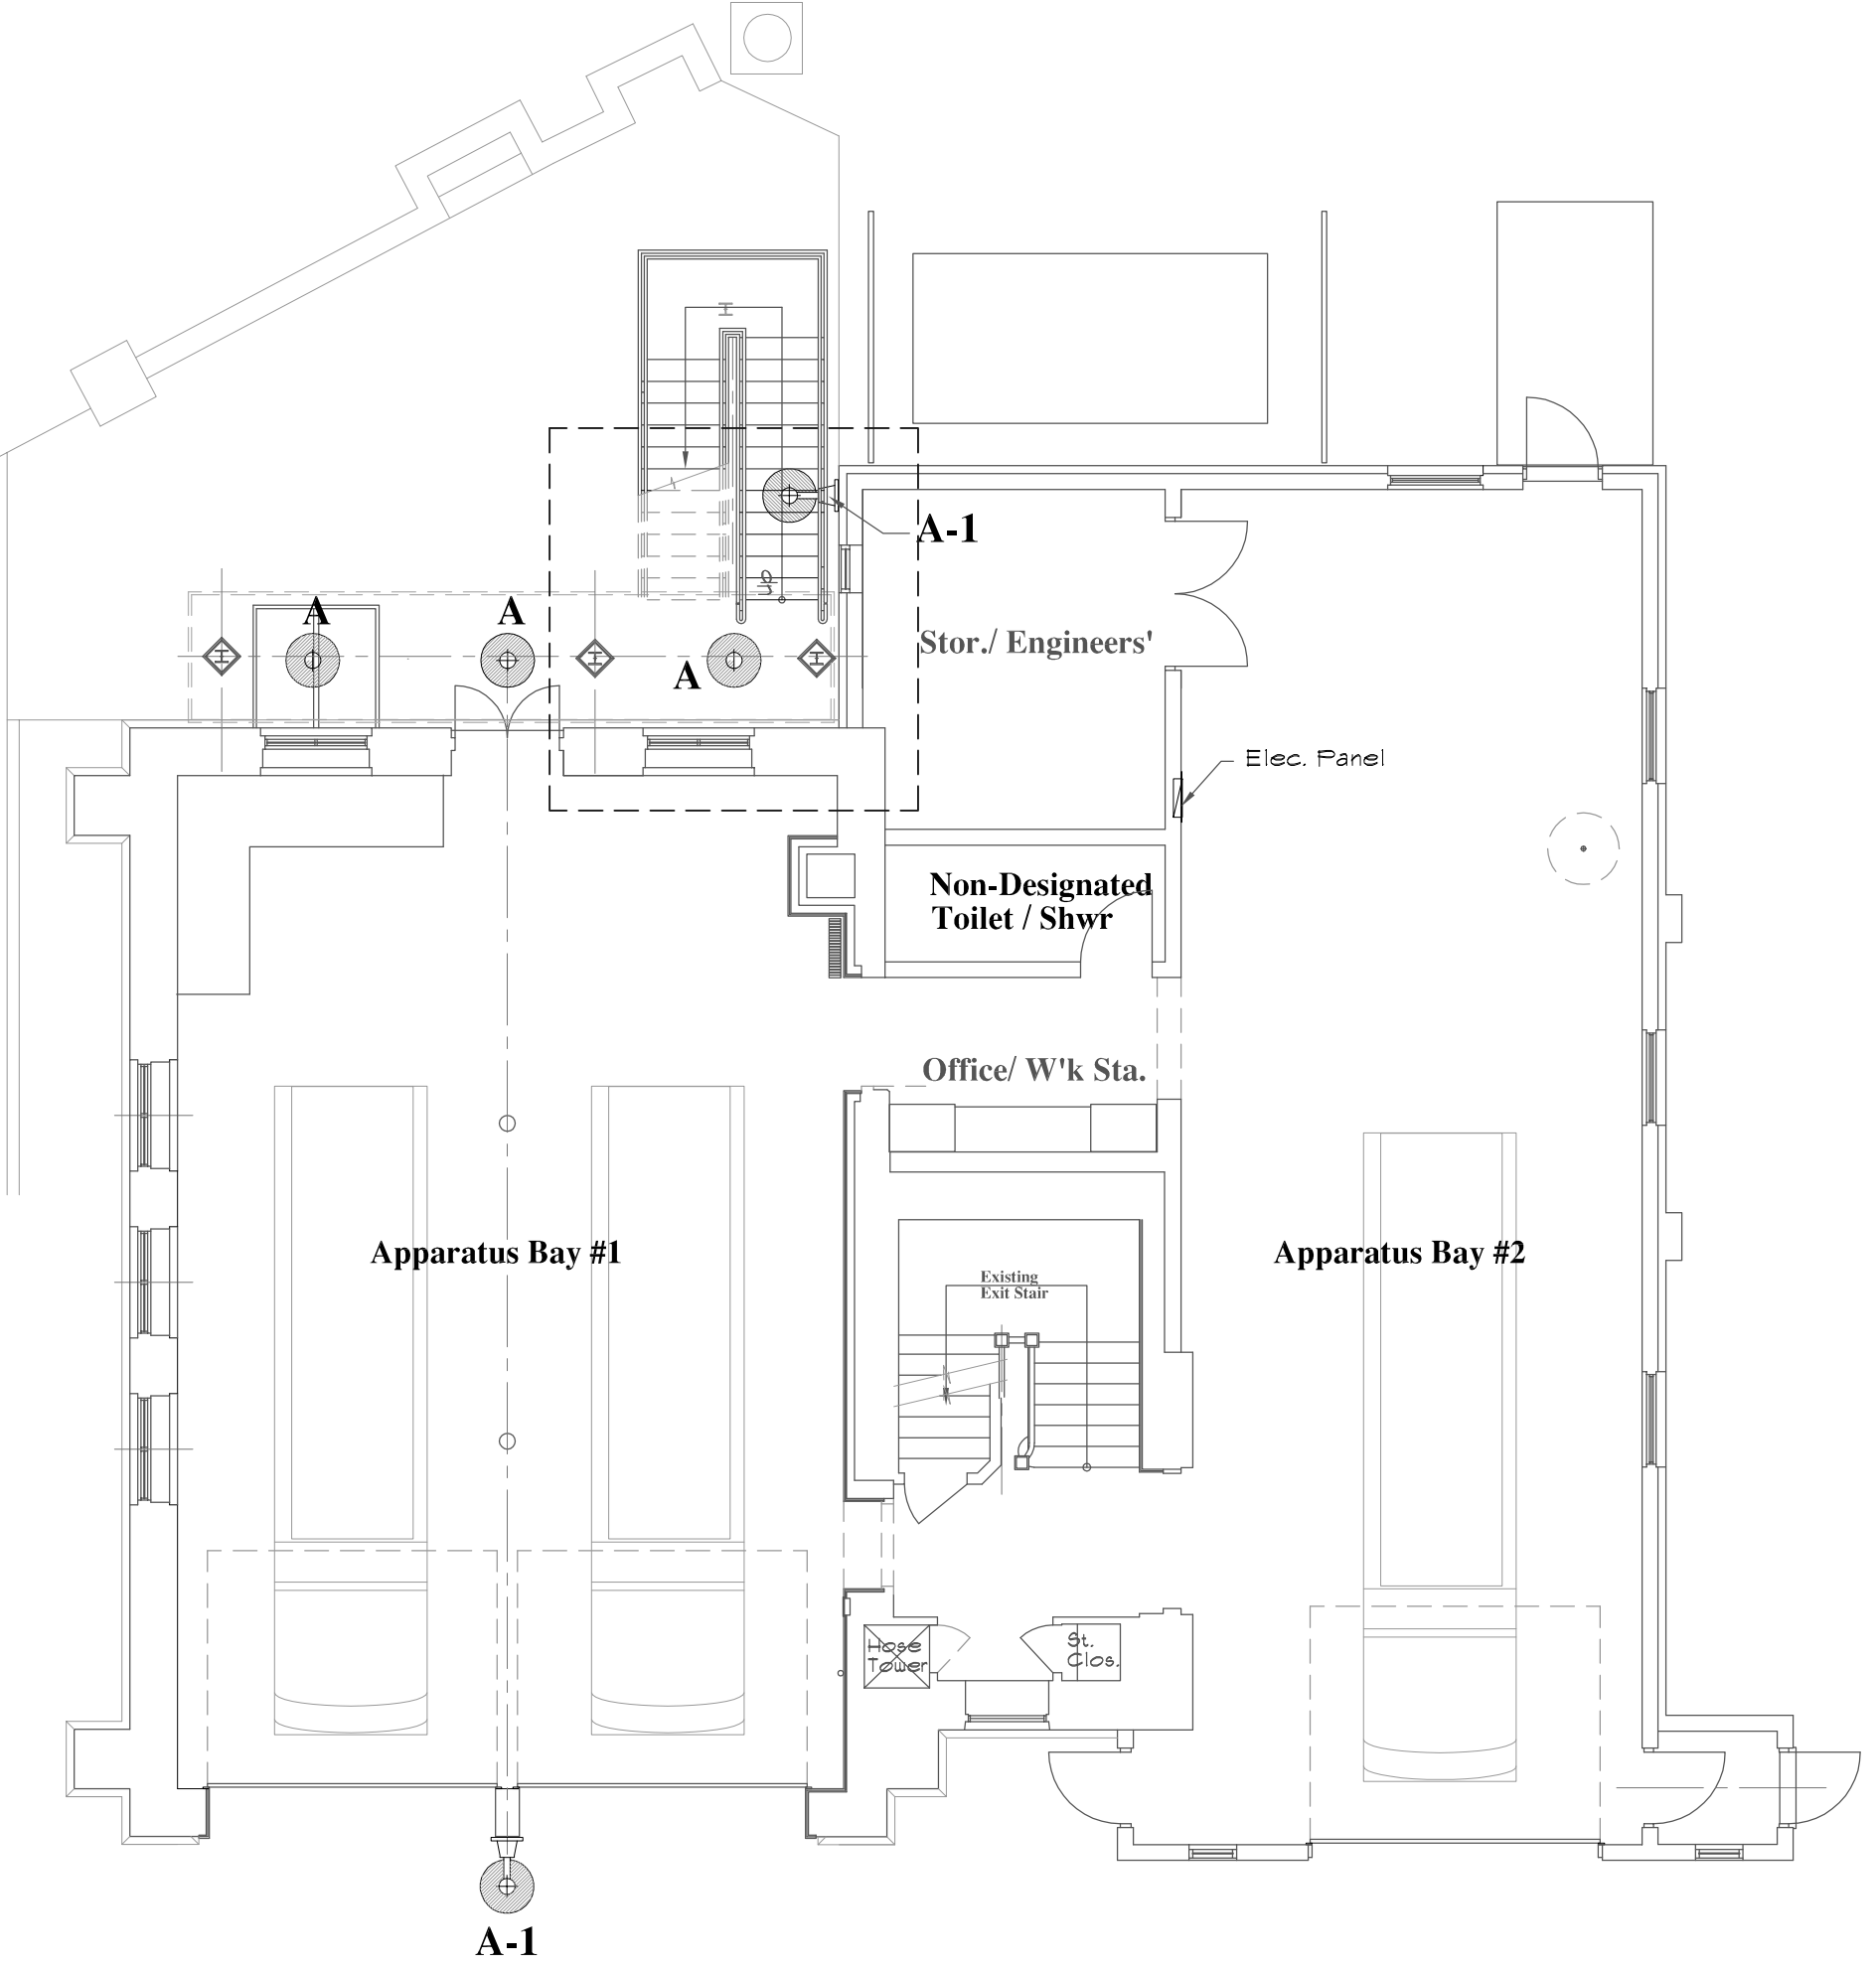 A-1
A
A
A
Stor./ Engineers'
Elec. Panel
Non-Designated
Toilet / Shwr
Office/ W'k Sta.
Apparatus Bay #1
Apparatus Bay #2
Existing
Exit Stair
Hose
Tower
St.
Clos.
A-1